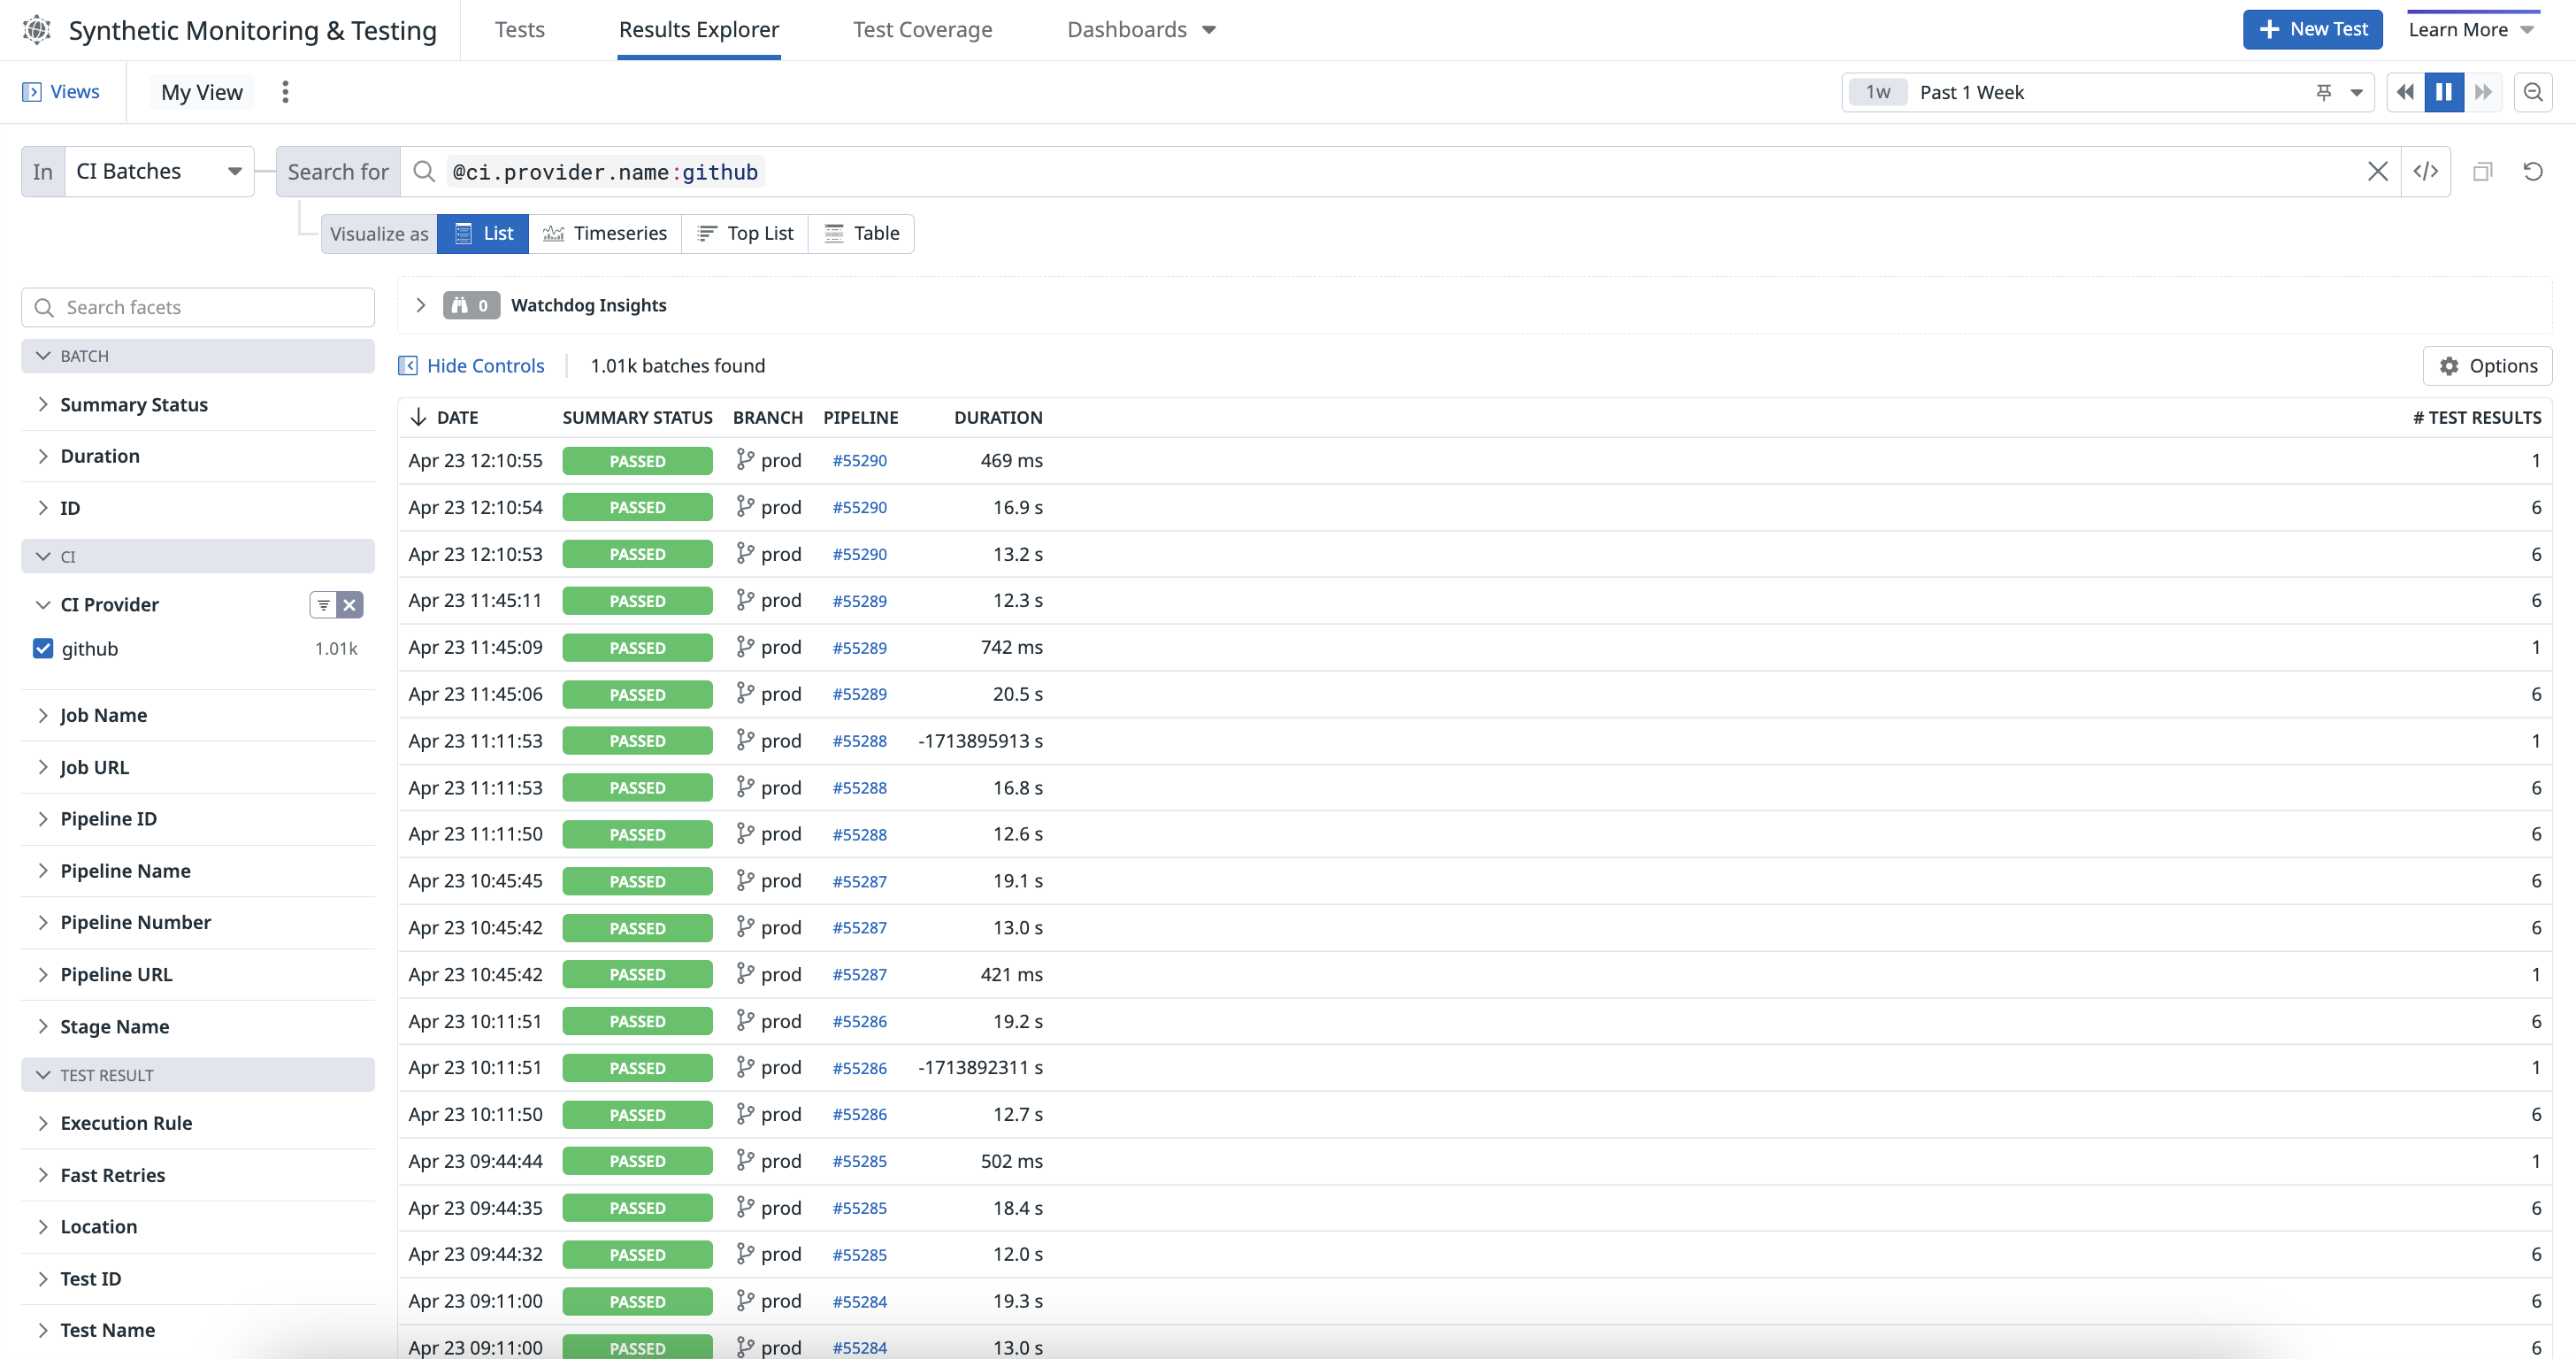 Synthetic Monitoring & Testing Tests Results Explorer Test Coverage Dashboards New Test Learn More
Views My View 1w Past 1 Week
In CI Batches Search for @ci.provider.name:github </>
Visualize as List Timeseries Top List Table
Search facets
BATCH
Summary Status
Duration
ID
CI
CI Provider
github 1.01k
Job Name
Job URL
Pipeline ID
Pipeline Name
Pipeline Number
Pipeline URL
Stage Name
TEST RESULT
Execution Rule
Fast Retries
Location
Test ID
Test Name
0 Watchdog Insights
Hide Controls 1.01k batches found Options
DATE SUMMARY STATUS BRANCH PIPELINE DURATION # TEST RESULTS
Apr 23 12:10:55 PASSED prod #55290 469 ms 1
Apr 23 12:10:54 PASSED prod #55290 16.9 s 6
Apr 23 12:10:53 PASSED prod #55290 13.2 s 6
Apr 23 11:45:11 PASSED prod #55289 12.3 s 6
Apr 23 11:45:09 PASSED prod #55289 742 ms 1
Apr 23 11:45:06 PASSED prod #55289 20.5 s 6
Apr 23 11:11:53 PASSED prod #55288 -1713895913 s 1
Apr 23 11:11:53 PASSED prod #55288 16.8 s 6
Apr 23 11:11:50 PASSED prod #55288 12.6 s 6
Apr 23 10:45:45 PASSED prod #55287 19.1 s 6
Apr 23 10:45:42 PASSED prod #55287 13.0 s 6
Apr 23 10:45:42 PASSED prod #55287 421 ms 1
Apr 23 10:11:51 PASSED prod #55286 19.2 s 6
Apr 23 10:11:51 PASSED prod #55286 -1713892311 s 1
Apr 23 10:11:50 PASSED prod #55286 12.7 s 6
Apr 23 09:44:44 PASSED prod #55285 502 ms 1
Apr 23 09:44:35 PASSED prod #55285 18.4 s 6
Apr 23 09:44:32 PASSED prod #55285 12.0 s 6
Apr 23 09:11:00 PASSED prod #55284 19.3 s 6
Apr 23 09:11:00 PASSED prod #55284 13.0 s 6